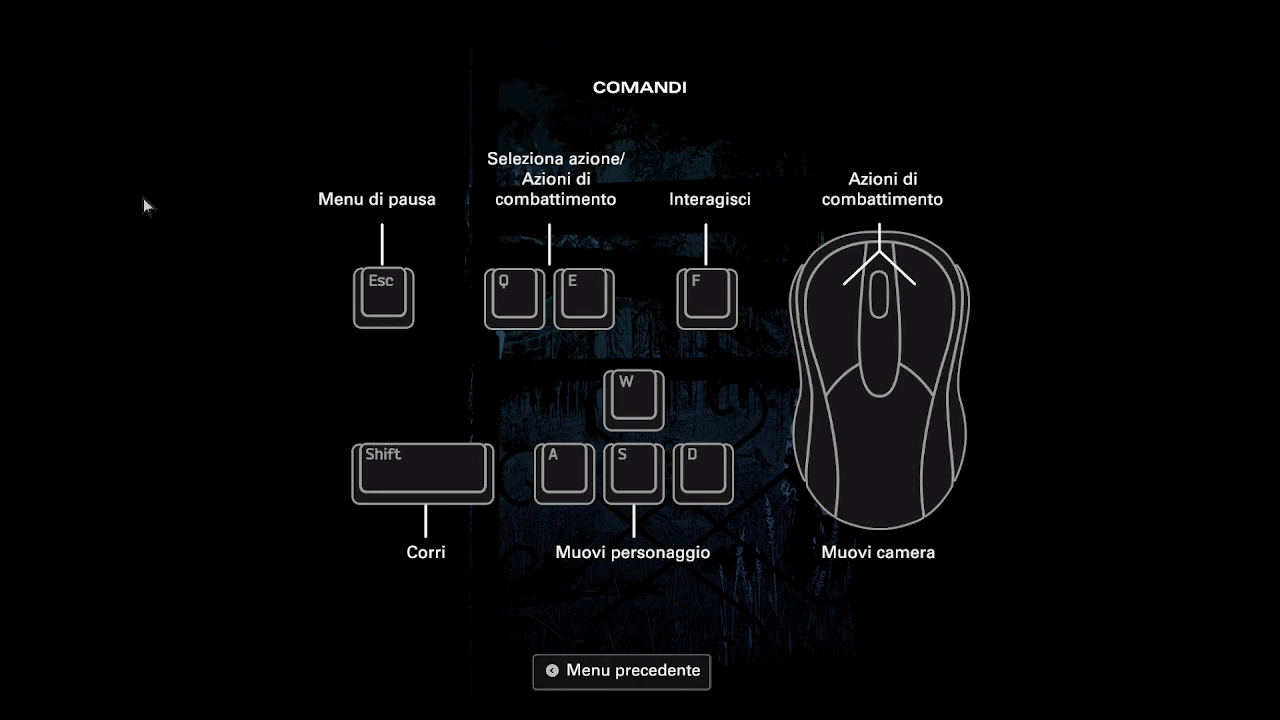 COMANDI
Seleziona azione/
Azioni di
combattimento
Menu di pausa
Interagisci
Azioni di
combattimento
Esc
Q
E
F
W
Shift
A
S
D
Corri
Muovi personaggio
Muovi camera
Menu precedente